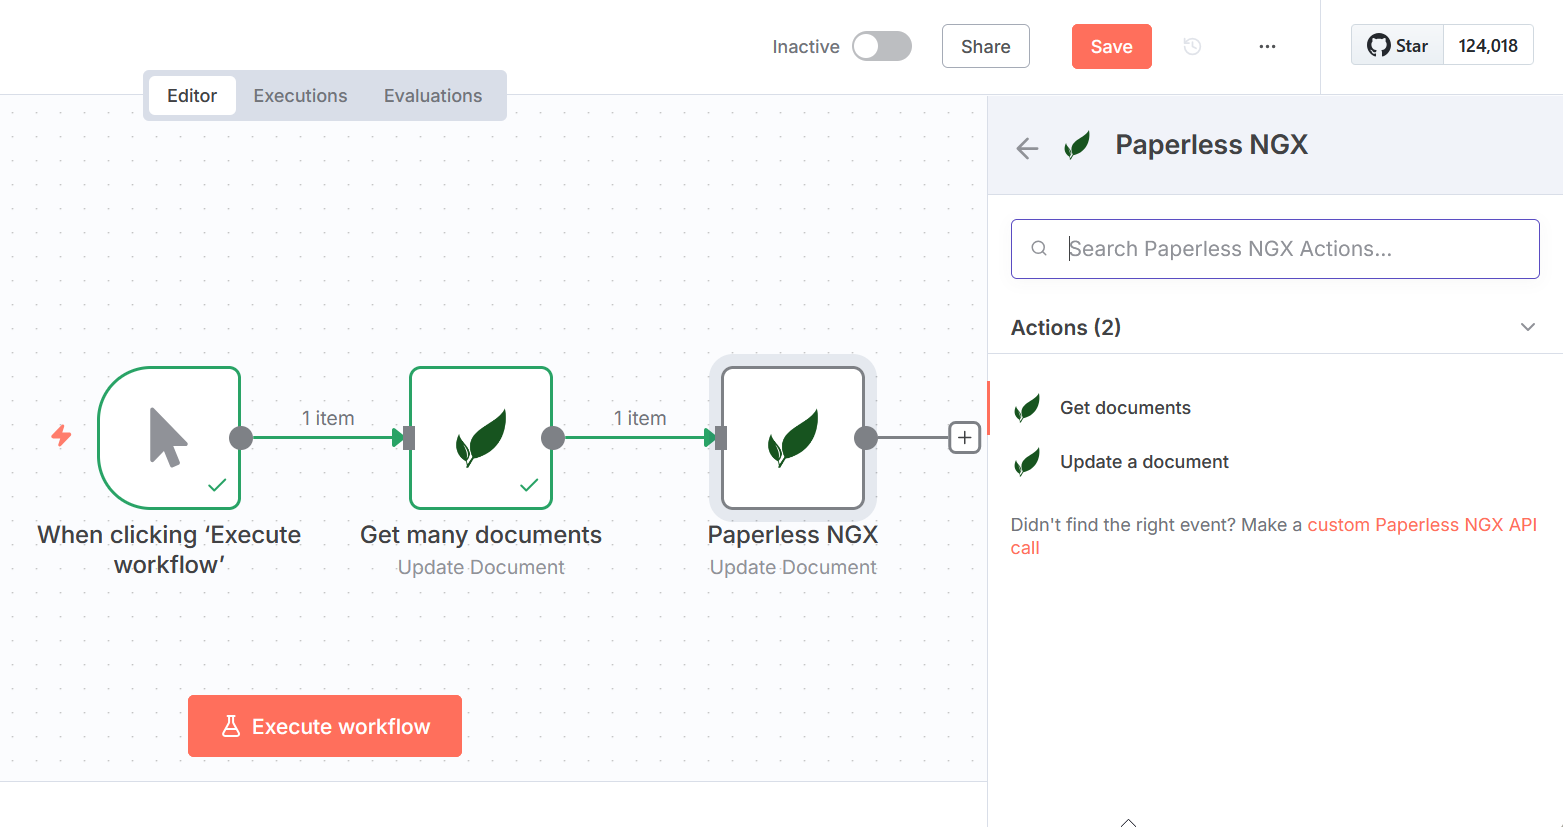 Inactive
Share
Save
Star
124,018
Editor
Executions
Evaluations
Paperless NGX
Search Paperless NGX Actions...
Actions (2)
Get documents
Update a document
Didn't find the right event? Make a custom Paperless NGX API
call
1 item
1 item
When clicking ‘Execute
workflow’
Get many documents
Update Document
Paperless NGX
Update Document
Execute workflow